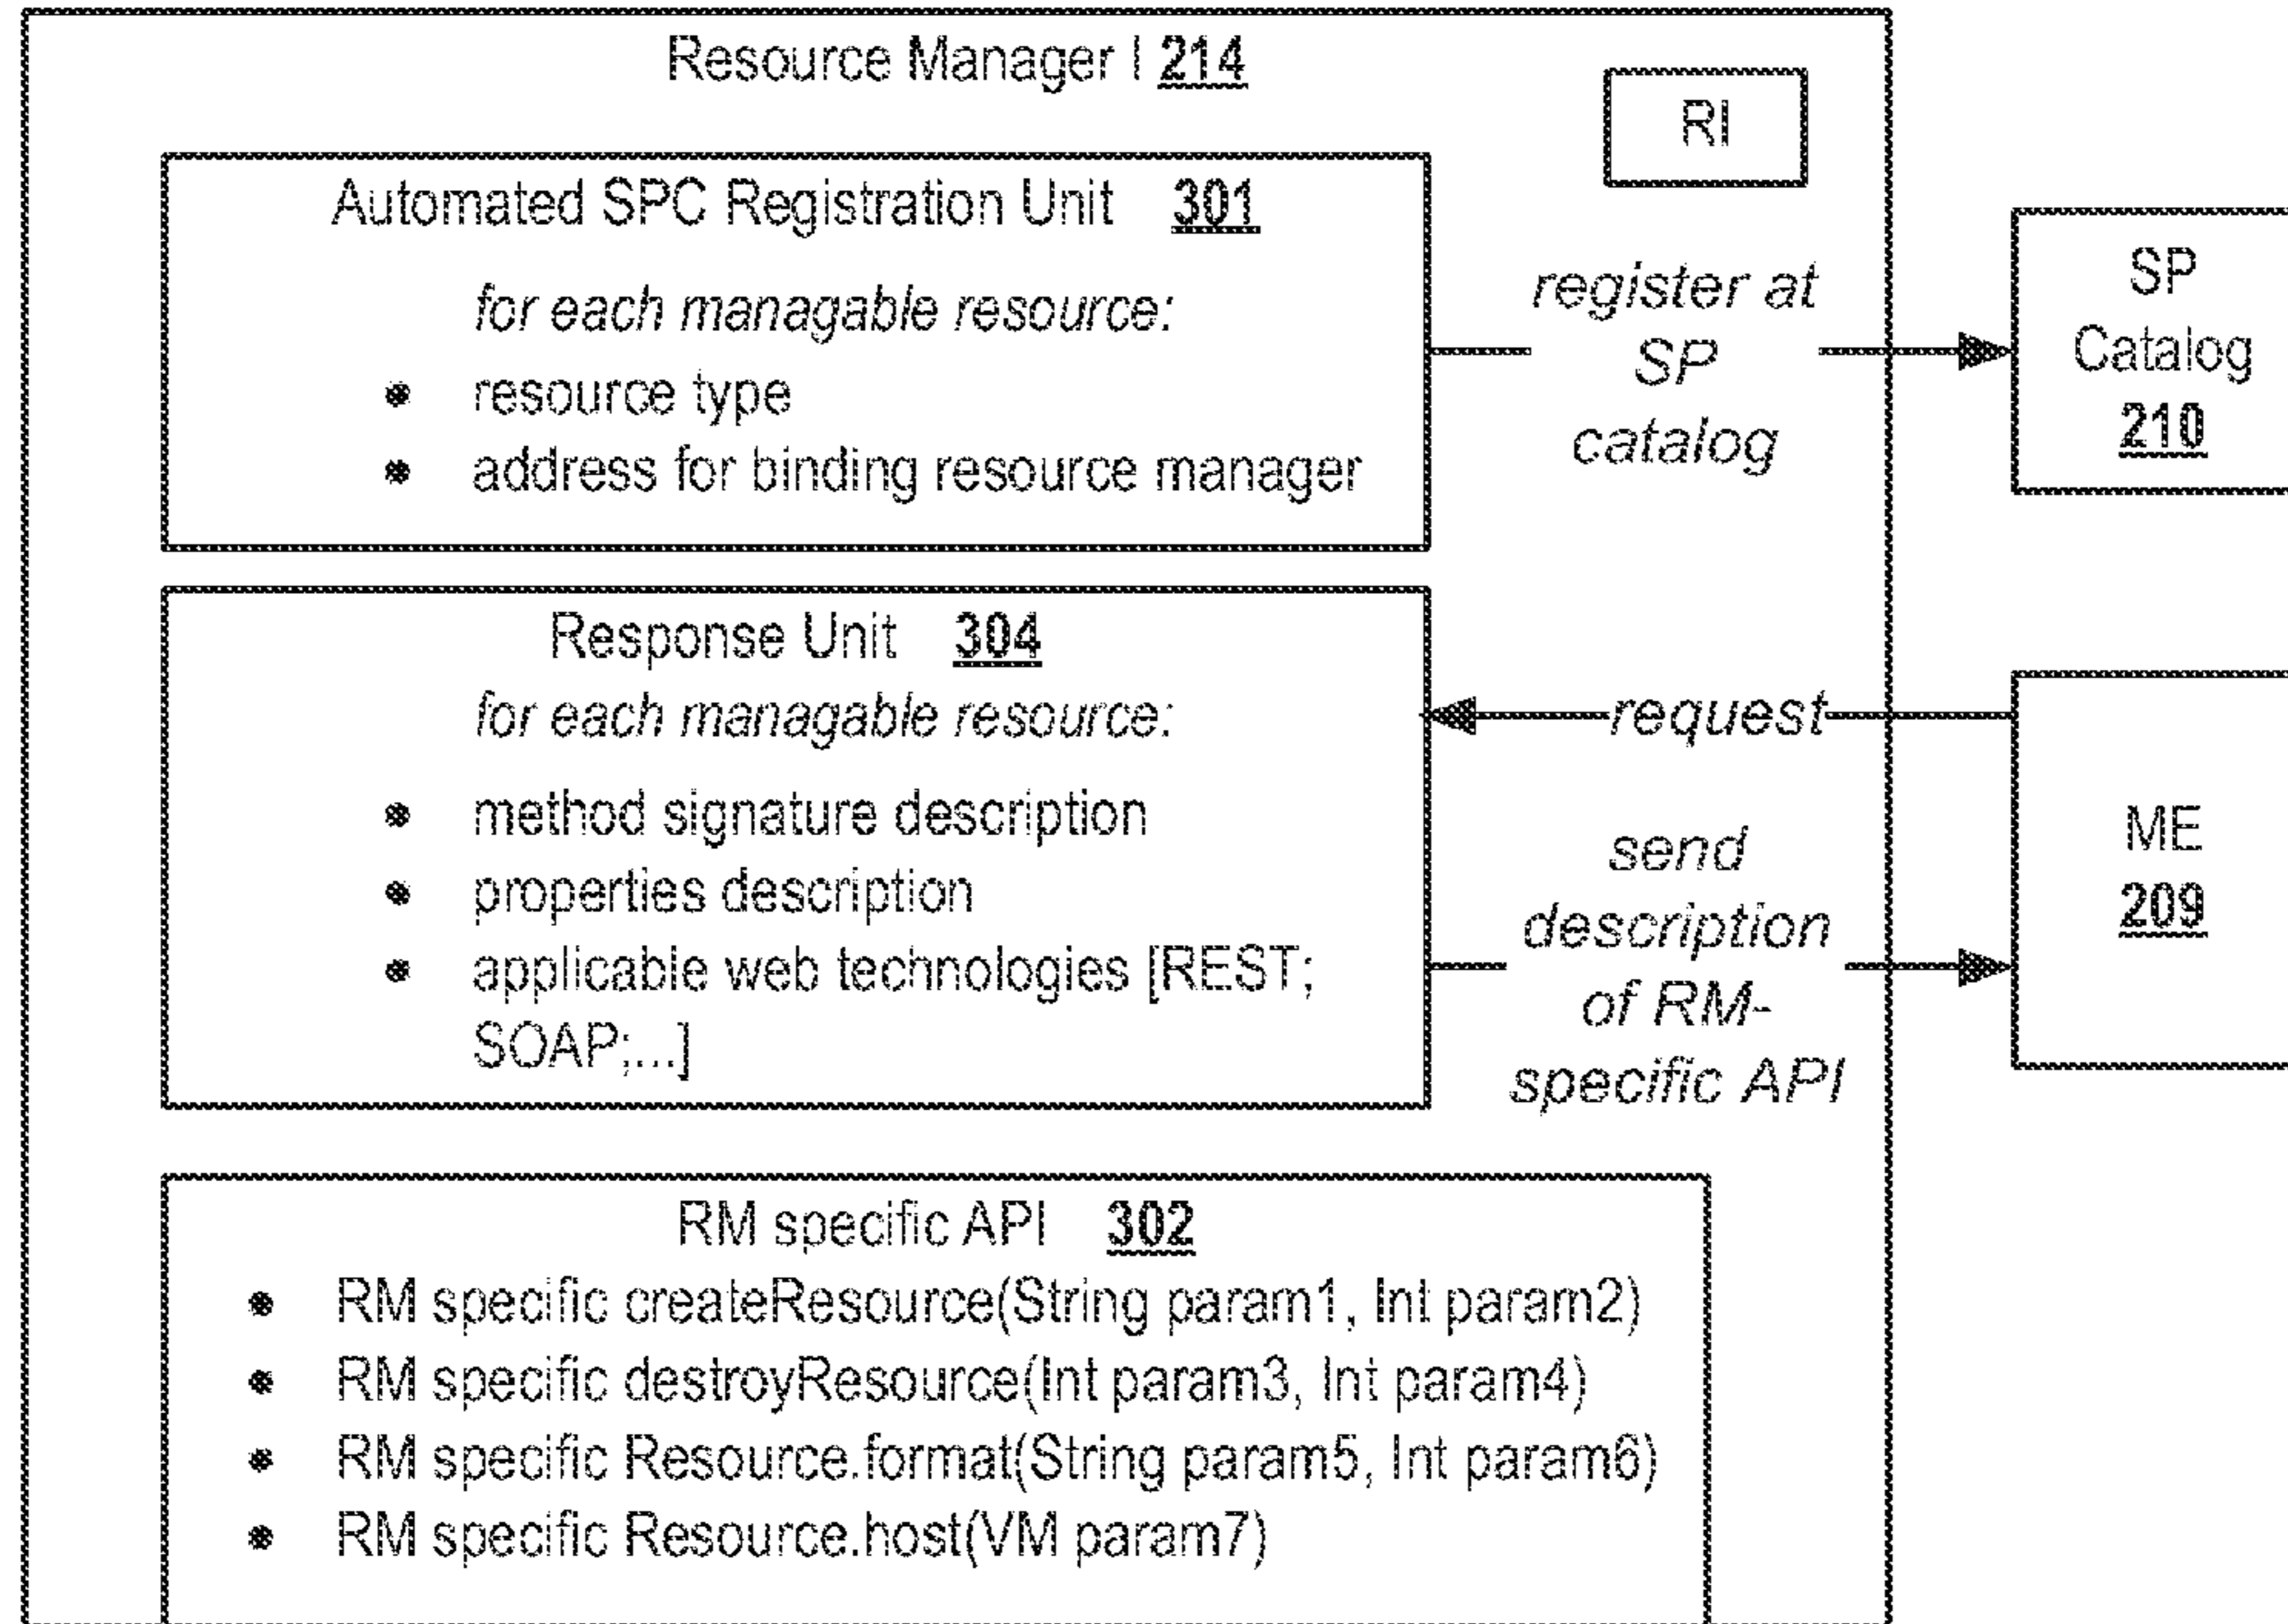 Resource Manager I 214
RI
Automated SPC Registration Unit 301
for each managable resource:
• resource type
• address for binding resource manager
register at
SP
catalog
SP
Catalog
210
Response Unit 304
for each managable resource:
• method signature description
• properties description
• applicable web technologies [REST;
SOAP;...]
request
send
description
of RM-
specific API
ME
209
RM specific API 302
• RM specific createResource(String param1, Int param2)
• RM specific destroyResource(Int param3, Int param4)
• RM specific Resource.format(String param5, Int param6)
• RM specific Resource.host(VM param7)